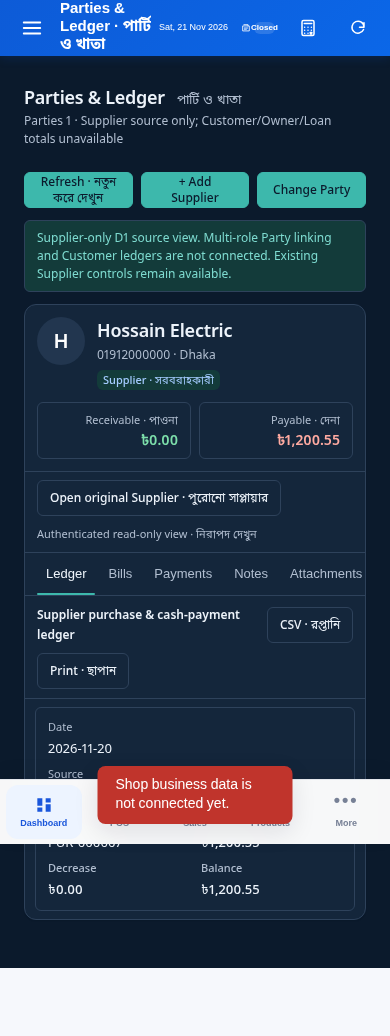 Parties &
Ledger · পার্টি
ও খাতা
Sat, 21 Nov 2026
Closed
Parties & Ledger পার্টি ও খাতা
Parties 1 · Supplier source only; Customer/Owner/Loan
totals unavailable
Refresh · নতুন
করে দেখুন
+ Add
Supplier
Change Party
Supplier-only D1 source view. Multi-role Party linking
and Customer ledgers are not connected. Existing
Supplier controls remain available.
H
Hossain Electric
01912000000 · Dhaka
Supplier · সরবরাহকারী
Receivable · পাওনা
৳0.00
Payable · দেনা
৳1,200.55
Open original Supplier · পুরোনো সাপ্লায়ার
Authenticated read-only view · নিরাপদ দেখুন
Ledger Bills Payments Notes Attachments
Supplier purchase & cash-payment
ledger
CSV · রপ্তানি
Print · ছাপান
Date
2026-11-20
Source
Shop business data is
not connected yet.
Dashboard
More
Decrease
৳0.00
Balance
৳1,200.55